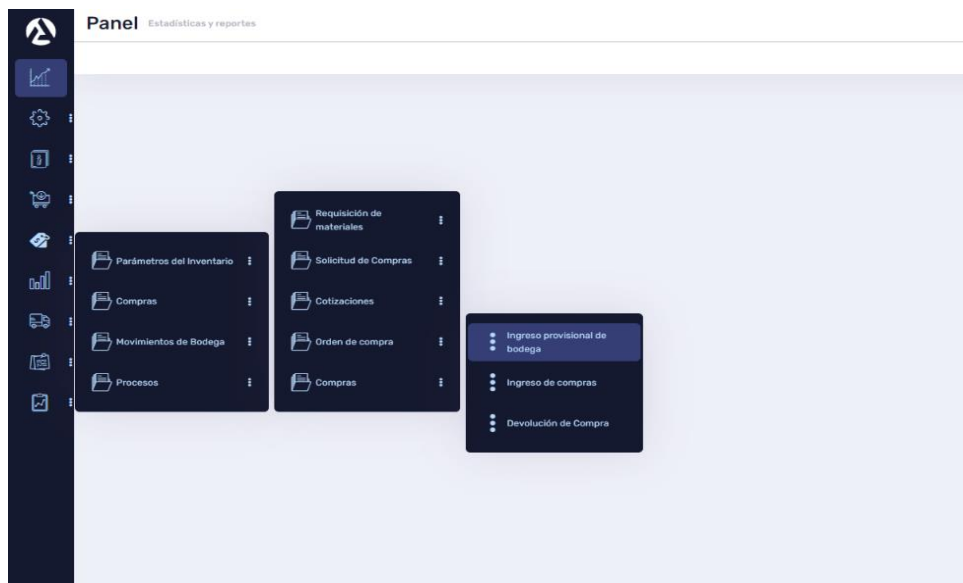 Panel
Estadísticas y reportes
Parámetros del Inventario
Compras
Movimientos de Bodega
Procesos
Requisición de
materiales
Solicitud de Compras
Cotizaciones
Orden de compra
Compras
Ingreso provisional de
bodega
Ingreso de compras
Devolución de Compra